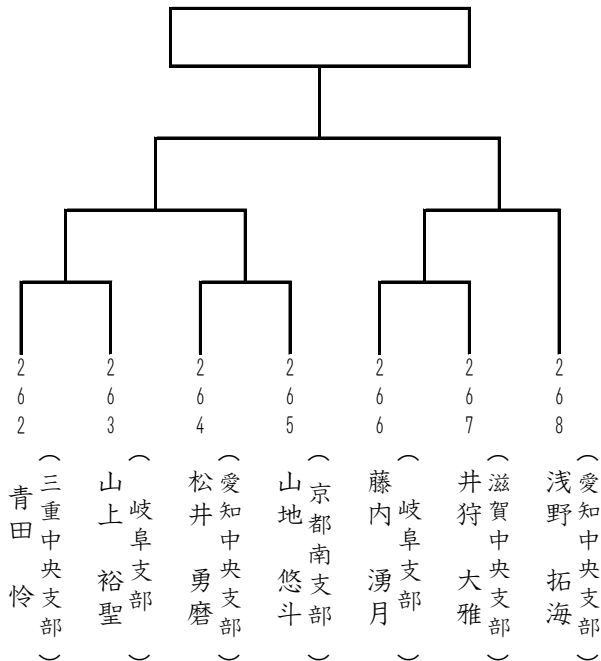 262
青田 怜
(三重中央支部)
263
山上 裕聖
(岐阜支部)
264
松井 勇磨
(愛知中央支部)
265
山地 悠斗
(京都南支部)
266
藤内 湧月
(岐阜支部)
267
井狩 大雅
(滋賀中央支部)
268
浅野 拓海
(愛知中央支部)